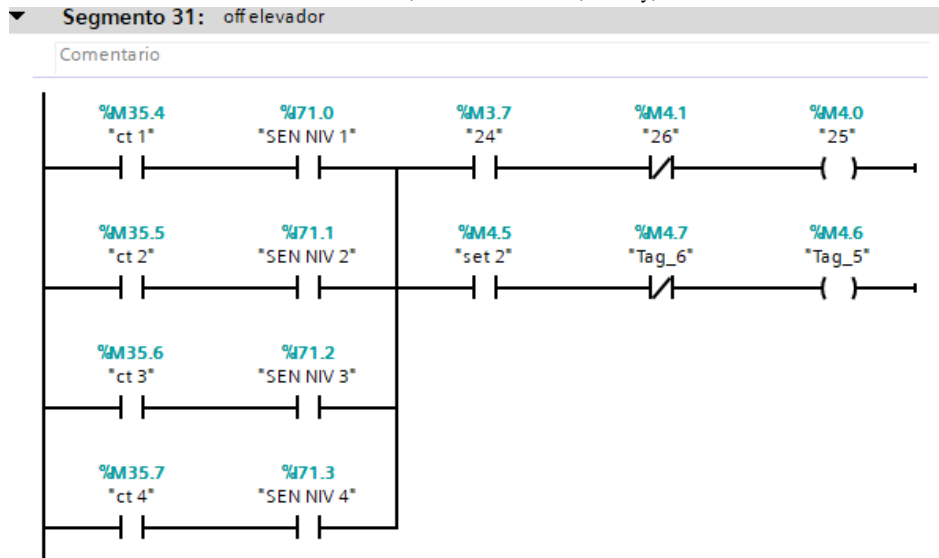 Segmento 31: off elevador
Comentario
%M35.4 %I71.0 %M3.7 %M4.1 %M4.0
"ct 1" "SEN NIV 1" "24" "26" "25"
%M35.5 %I71.1 %M4.5 %M4.7 %M4.6
"ct 2" "SEN NIV 2" "set 2" "Tag_6" "Tag_5"
%M35.6 %I71.2
"ct 3" "SEN NIV 3"
%M35.7 %I71.3
"ct 4" "SEN NIV 4"